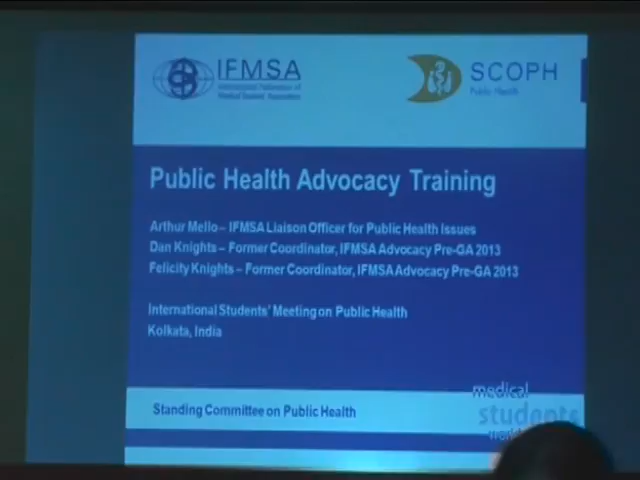 IFMSA
International Federation of
Medical Students' Associations
SCOPH
Public Health
Public Health Advocacy Training
Arthur Mello – IFMSA Liaison Officer for Public Health Issues
Dan Knights – Former Coordinator, IFMSA Advocacy Pre-GA 2013
Felicity Knights – Former Coordinator, IFMSA Advocacy Pre-GA 2013
International Students' Meeting on Public Health
Kolkata, India
Standing Committee on Public Health
medical
students